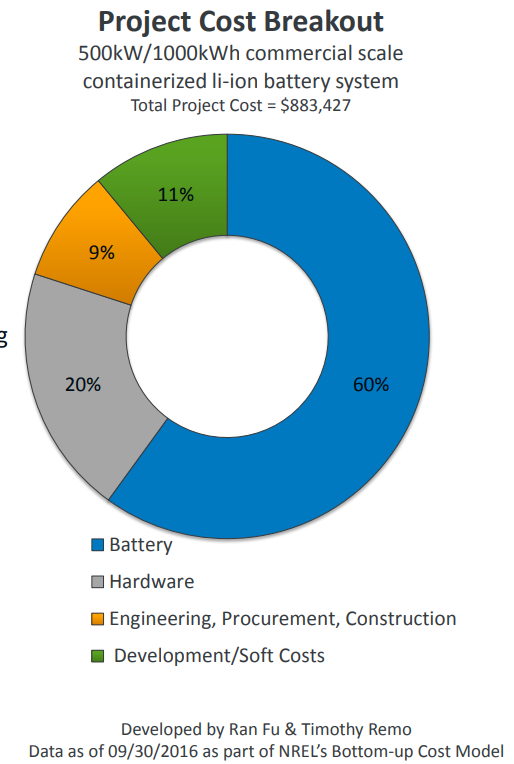 Project Cost Breakout
500kW/1000kWh commercial scale
containerized li-ion battery system
Total Project Cost = $883,427
11%
9%
g
20%
60%
Battery
Hardware
Engineering, Procurement, Construction
Development/Soft Costs
Developed by Ran Fu & Timothy Remo
Data as of 09/30/2016 as part of NREL's Bottom-up Cost Model